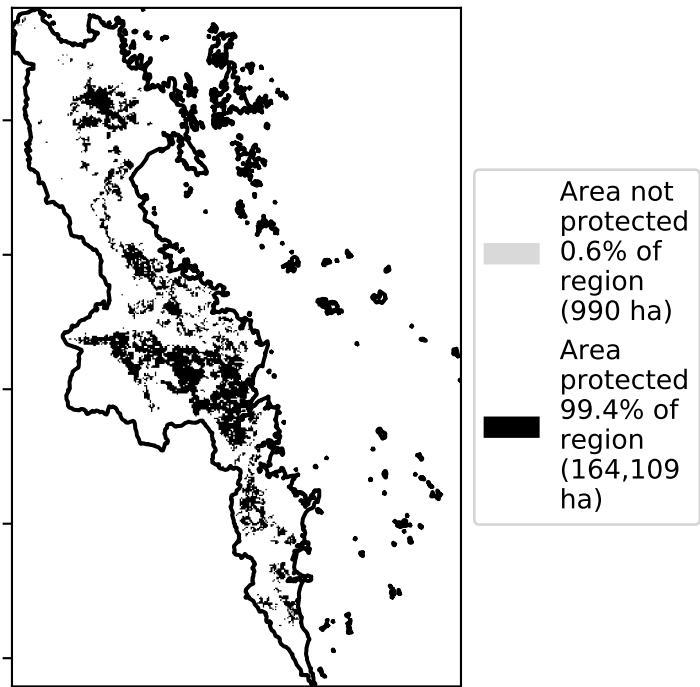 Area not
protected
0.6% of
region
(990 ha)
Area
protected
99.4% of
region
(164,109
ha)